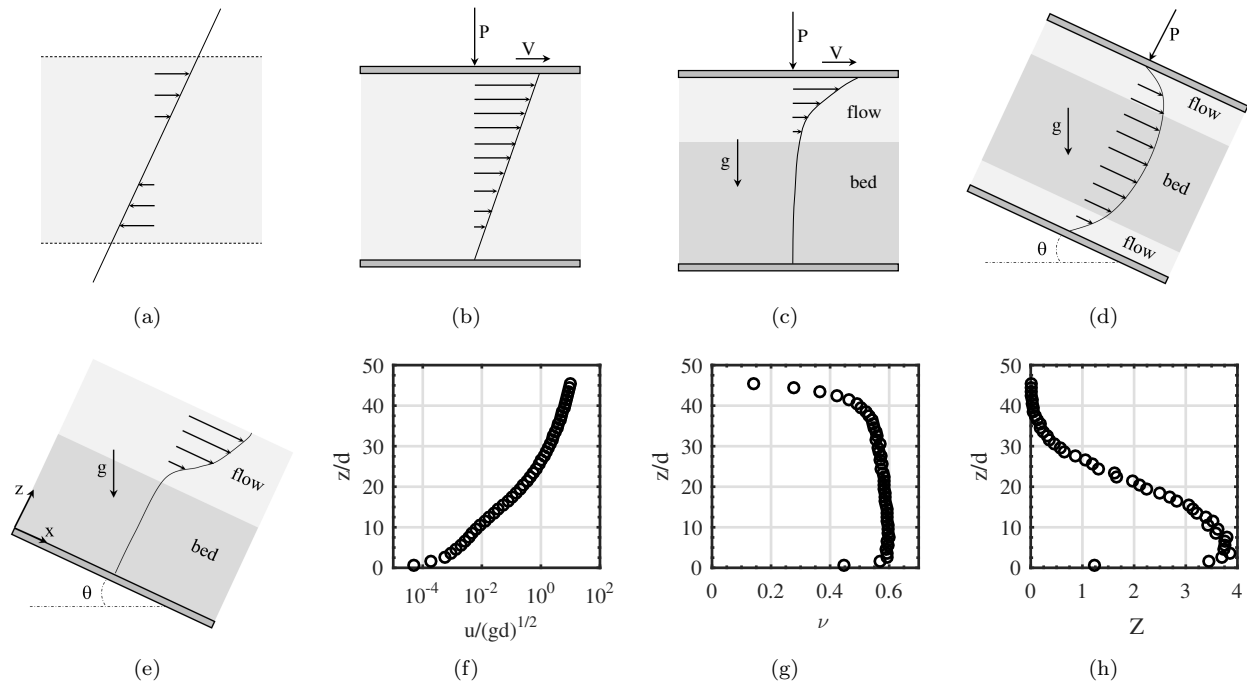 P
V
(a)
(b)
P
V
flow
g
bed
(c)
P
flow
g
bed
flow
θ
(d)
z
g
flow
x
bed
θ
(e)
50
40
30
20
10
0
z/d
10^-4 10^-2 10^0 10^2
u/(gd)^1/2
(f)
50
40
30
20
10
0
z/d
0 0.2 0.4 0.6
ν
(g)
50
40
30
20
10
0
z/d
0 1 2 3 4
Z
(h)